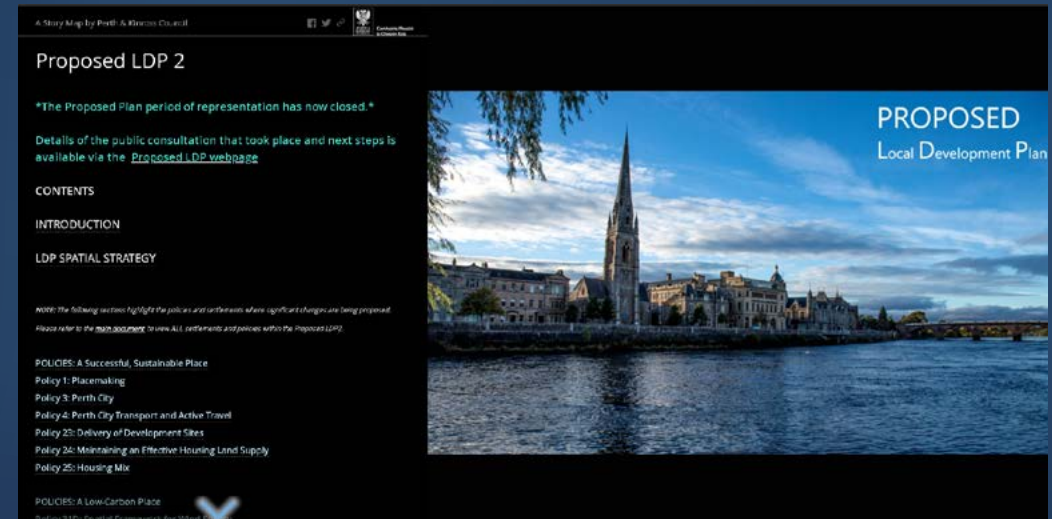 A Story Map by Perth & Kinross Council
Proposed LDP 2
*The Proposed Plan period of representation has now closed.*
Details of the public consultation that took place and next steps is
available via the Proposed LDP webpage
CONTENTS
INTRODUCTION
LDP SPATIAL STRATEGY
NOTE: The following sections highlight the policies and settlements where significant changes are being proposed.
Please refer to the main document to view ALL settlements and policies within the Proposed LDP2.
POLICIES: A Successful, Sustainable Place
Policy 1: Placemaking
Policy 3: Perth City
Policy 4: Perth City Transport and Active Travel
Policy 23: Delivery of Development Sites
Policy 24: Maintaining an Effective Housing Land Supply
Policy 25: Housing Mix
POLICIES: A Low-Carbon Place
PROPOSED
Local Development Plan